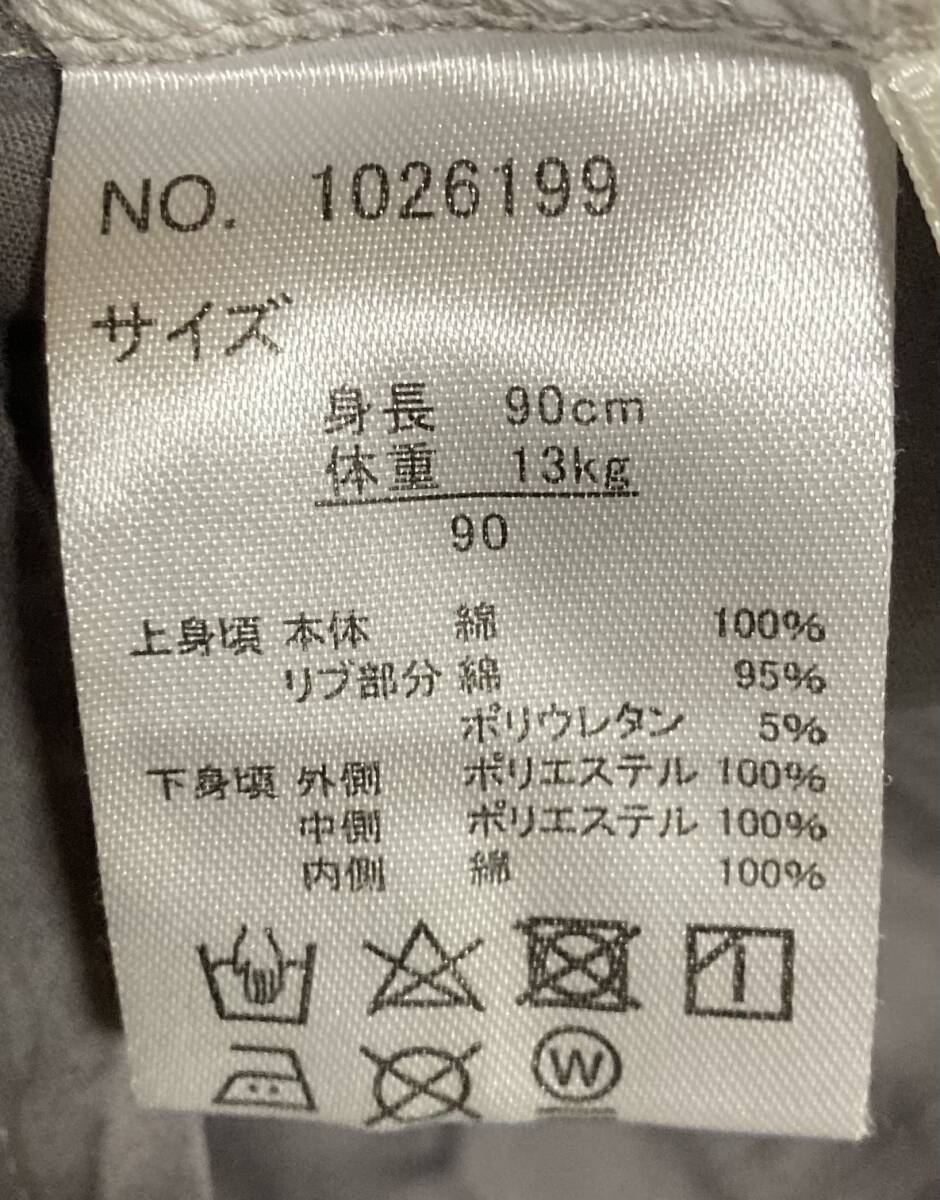 NO. 1026199
サイズ
身長 90cm
体重 13kg
90
上身頃 本体 綿 100%
リブ部分 綿 95%
ポリウレタン 5%
下身頃 外側 ポリエステル 100%
中側 ポリエステル 100%
内側 綿 100%
W